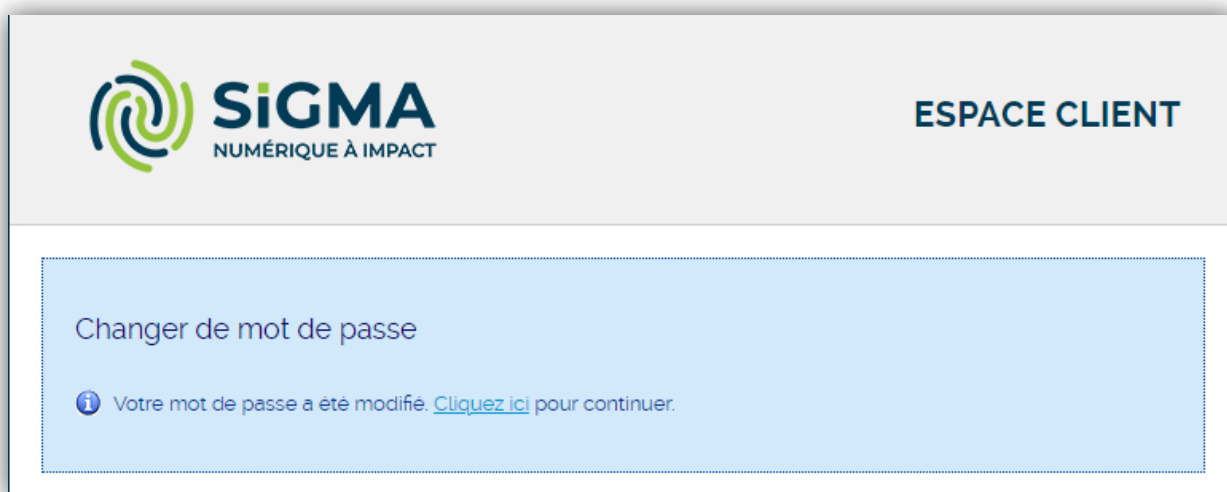 SiGMA
NUMÉRIQUE À IMPACT
ESPACE CLIENT
Changer de mot de passe
Votre mot de passe a été modifié. Cliquez ici pour continuer.